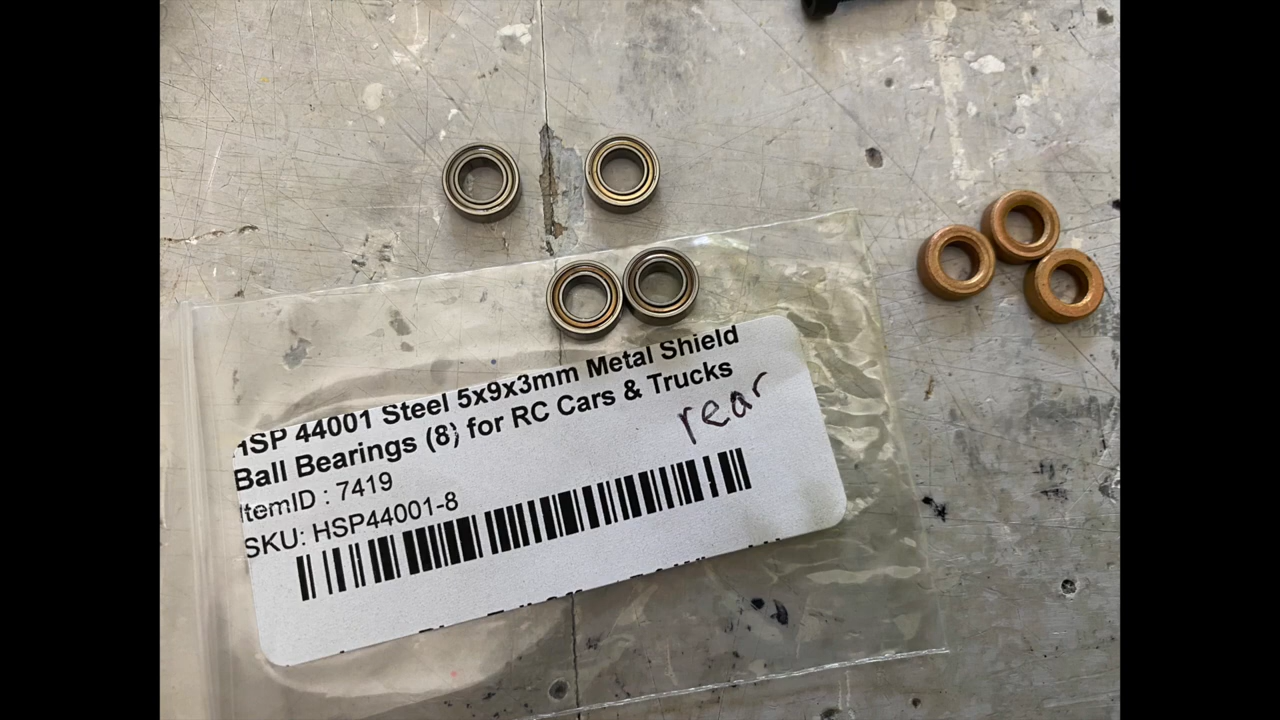 HSP 44001 Steel 5x9x3mm Metal Shield
Ball Bearings (8) for RC Cars & Trucks
rear
ItemID : 7419
SKU: HSP44001-8